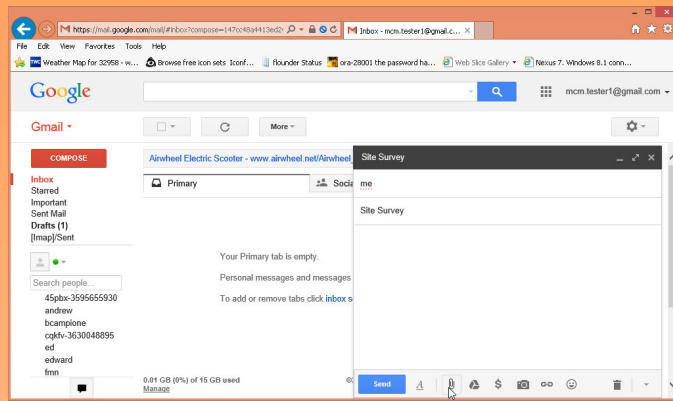 https://mail.google.com/mail/#inbox?compose=147cc48a4413ed2
Inbox - mcm.tester1@gmail.c...
File Edit View Favorites Tools Help
Weather Map for 32958 - w... Browse free icon sets Iconf... flounder Status ora-28001 the password ha... Web Slice Gallery Nexus 7. Windows 8.1 conn...
Google
mcm.tester1@gmail.com
Gmail
More
COMPOSE
Airwheel Electric Scooter - www.airwheel.net/Airwheel_
Site Survey
Inbox
Primary
Socia
me
Starred
Important
Site Survey
Sent Mail
Drafts (1)
[Imap]/Sent
Your Primary tab is empty.
Personal messages and messages
Search people...
To add or remove tabs click inbox s
45pbx-3595655930
andrew
bcampione
cqkfv-3630048895
ed
edward
fmn
0.01 GB (0%) of 15 GB used
Manage
Send